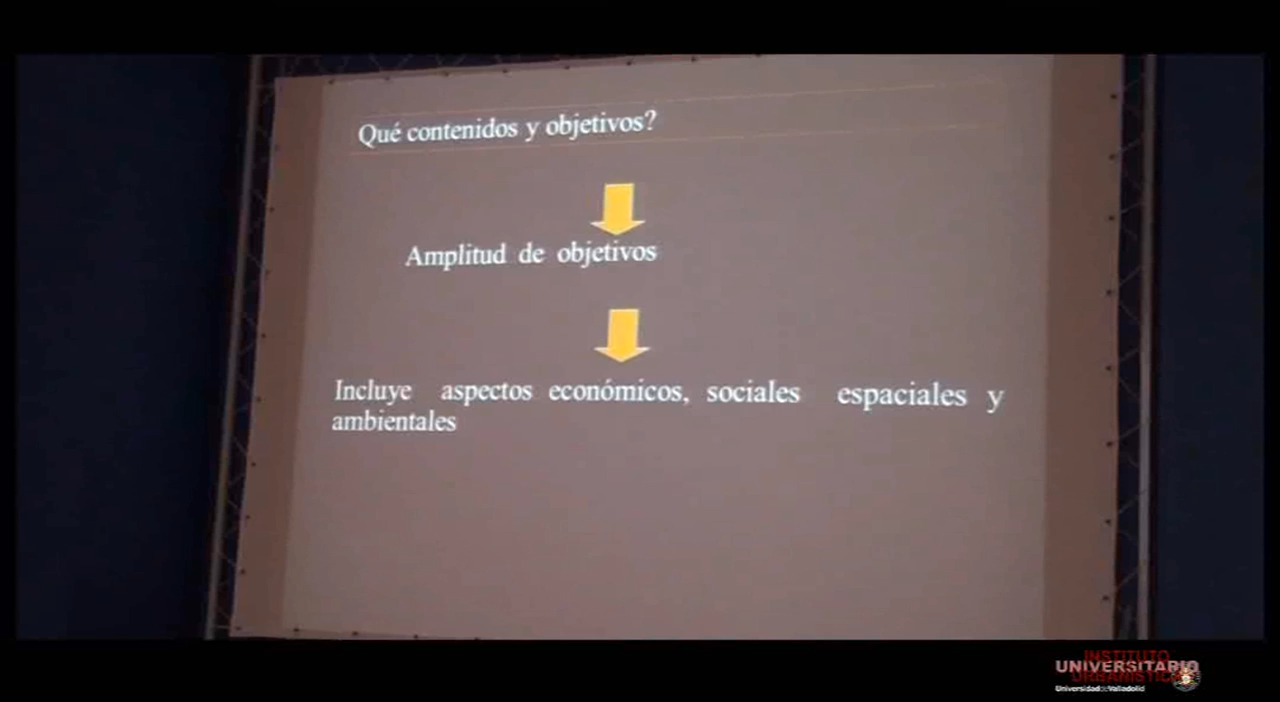 Qué contenidos y objetivos?
Amplitud de objetivos
Incluye aspectos económicos, sociales espaciales y
ambientales
INSTITUTO
UNIVERSITARIO
URBANÍSTICA
Universidad de Valladolid